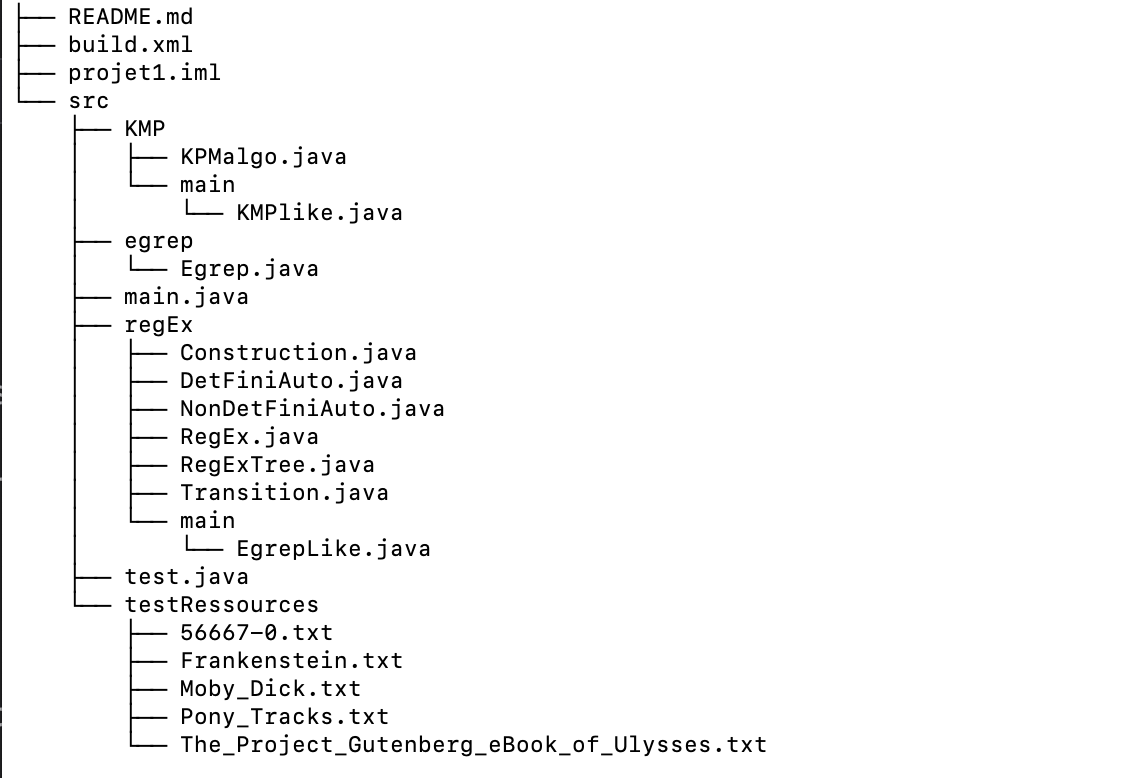 ├── README.md
├── build.xml
├── projet1.iml
└── src
    ├── KMP
    │   ├── KPMalgo.java
    │   └── main
    │       └── KMPlike.java
    ├── egrep
    │   └── Egrep.java
    ├── main.java
    ├── regEx
    │   ├── Construction.java
    │   ├── DetFiniAuto.java
    │   ├── NonDetFiniAuto.java
    │   ├── RegEx.java
    │   ├── RegExTree.java
    │   ├── Transition.java
    │   └── main
    │       └── EgrepLike.java
    ├── test.java
    └── testRessources
        ├── 56667-0.txt
        ├── Frankenstein.txt
        ├── Moby_Dick.txt
        ├── Pony_Tracks.txt
        └── The_Project_Gutenberg_eBook_of_Ulysses.txt